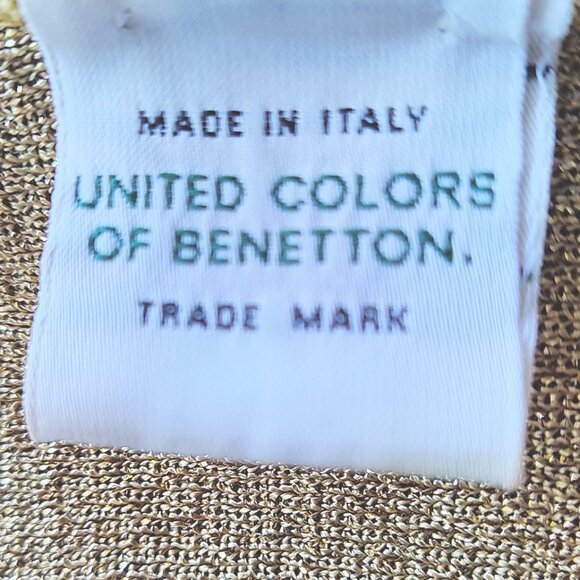 MADE IN ITALY
UNITED COLORS
OF BENETTON.
TRADE MARK